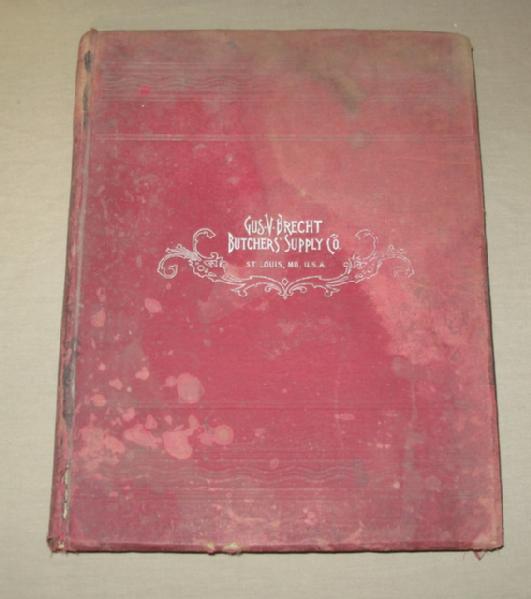 GUS·V·BRECHT
BUTCHERS' SUPPLY CO.
ST. LOUIS, MO. U.S.A.